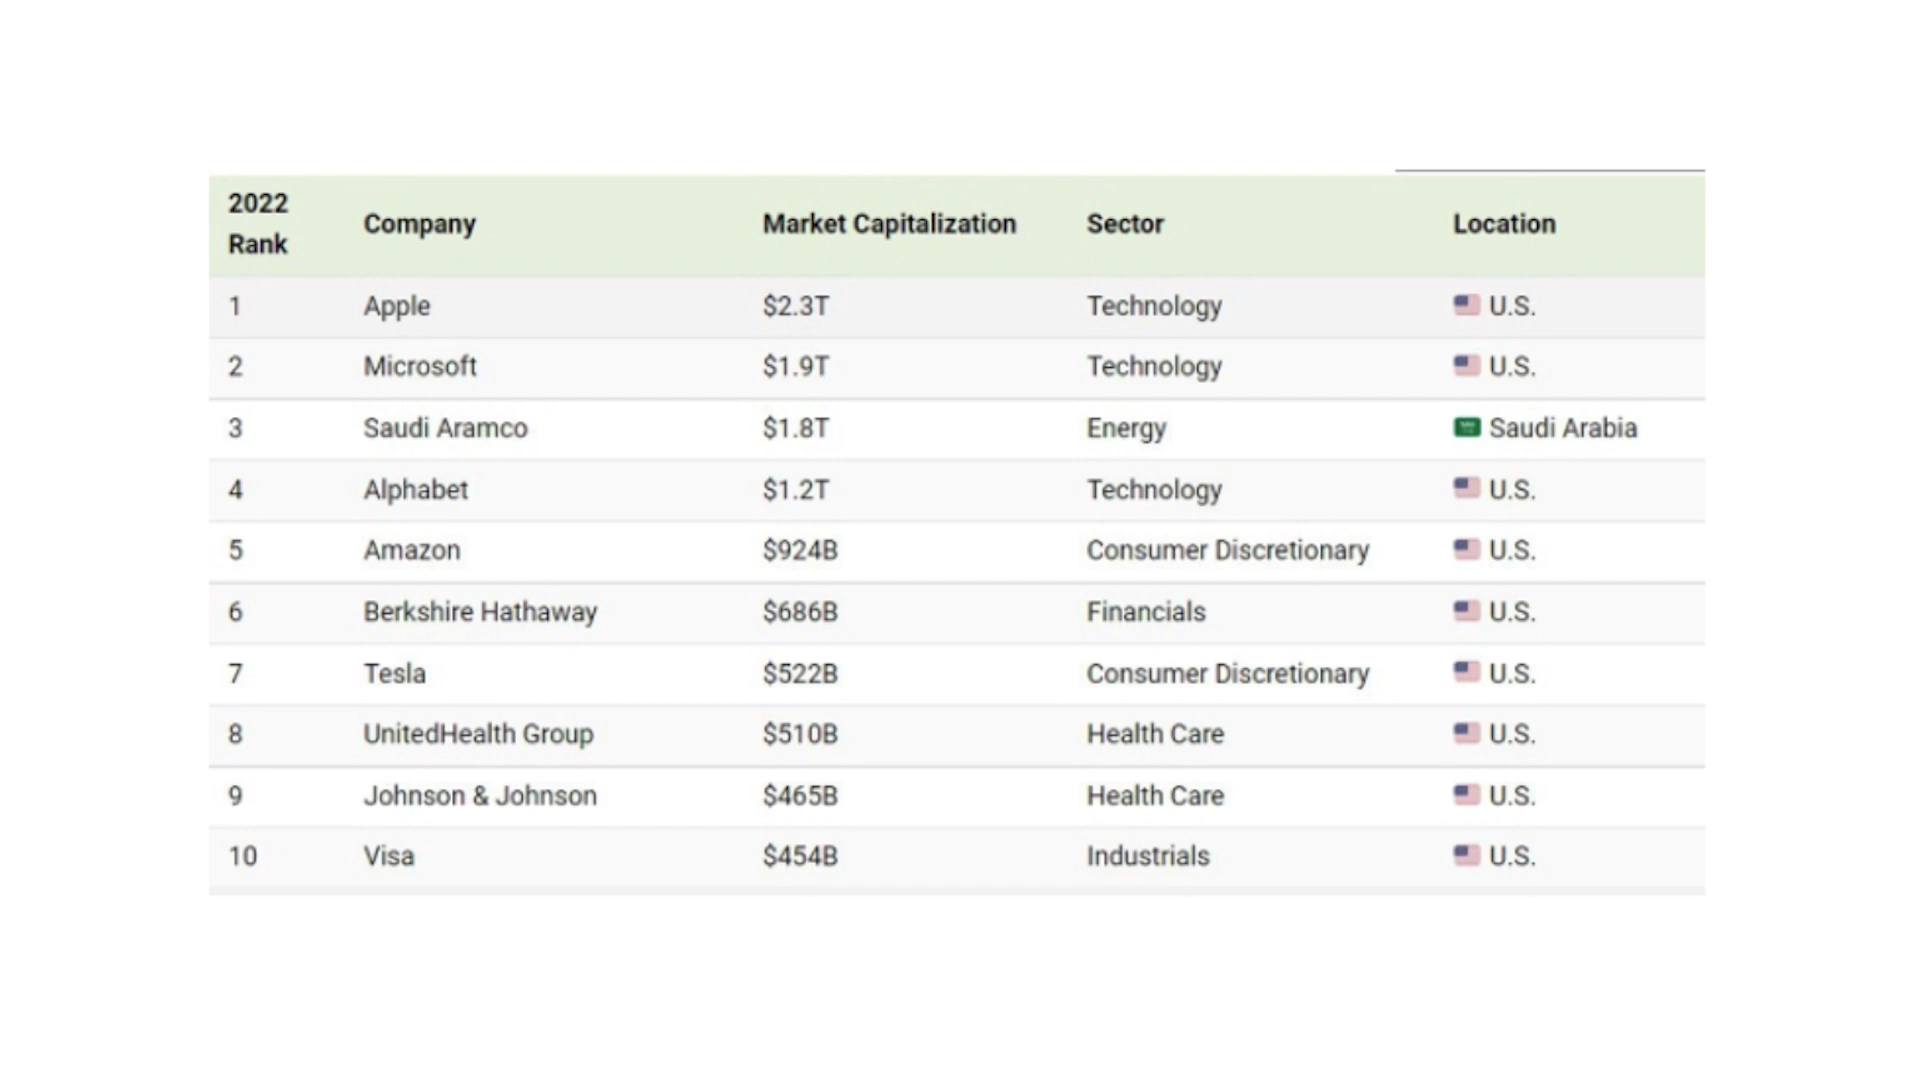 2022 Rank Company Market Capitalization Sector Location
1 Apple $2.3T Technology U.S.
2 Microsoft $1.9T Technology U.S.
3 Saudi Aramco $1.8T Energy Saudi Arabia
4 Alphabet $1.2T Technology U.S.
5 Amazon $924B Consumer Discretionary U.S.
6 Berkshire Hathaway $686B Financials U.S.
7 Tesla $522B Consumer Discretionary U.S.
8 UnitedHealth Group $510B Health Care U.S.
9 Johnson & Johnson $465B Health Care U.S.
10 Visa $454B Industrials U.S.